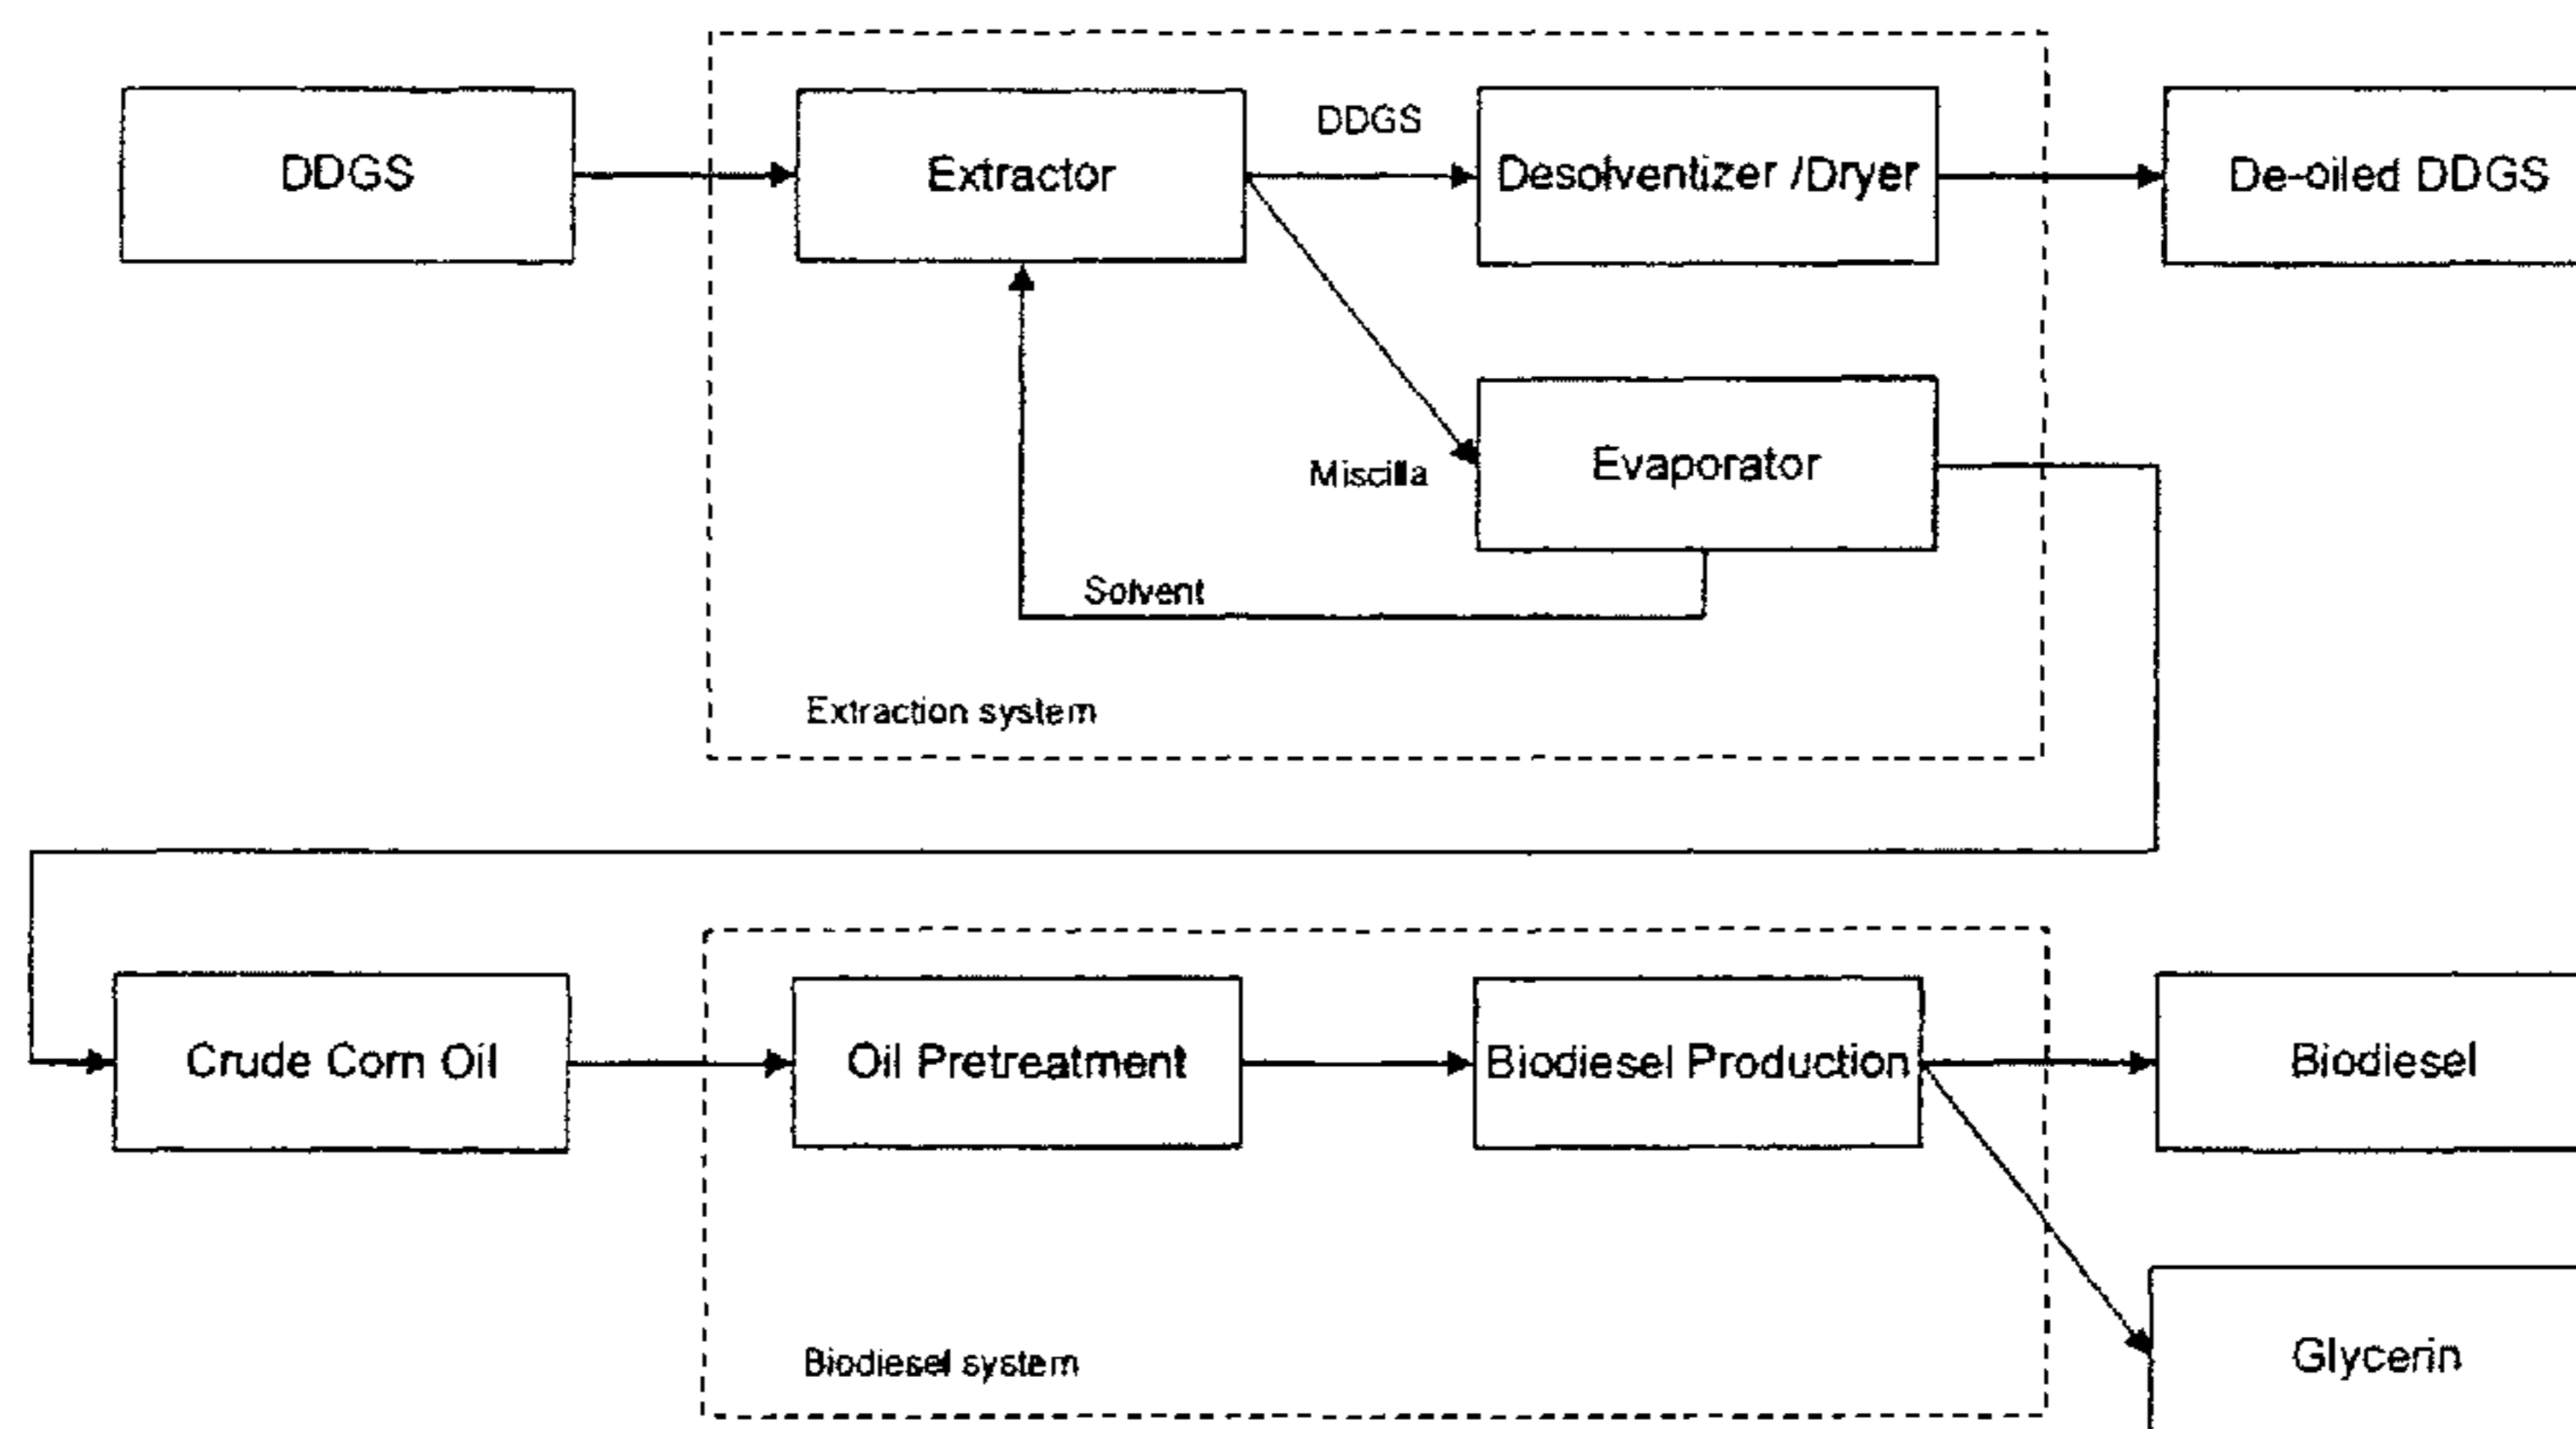 DDGS
Extractor
DDGS
Desolventizer /Dryer
De-oiled DDGS
Miscilla
Evaporator
Solvent
Extraction system
Crude Corn Oil
Oil Pretreatment
Biodiesel Production
Biodiesel
Glycerin
Biodiesel system